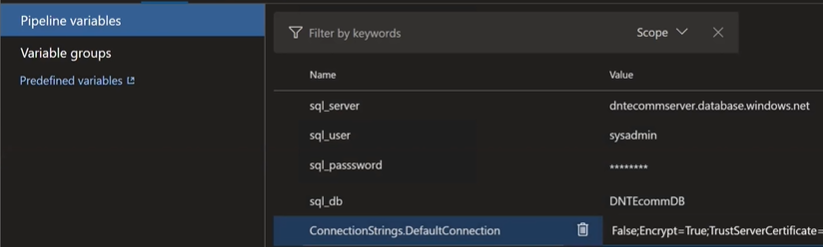 Pipeline variables
Variable groups
Predefined variables
Filter by keywords Scope
Name Value
sql_server dntecommserver.database.windows.net
sql_user sysadmin
sql_passsword ********
sql_db DNTEcommDB
ConnectionStrings.DefaultConnection False;Encrypt=True;TrustServerCertificate=